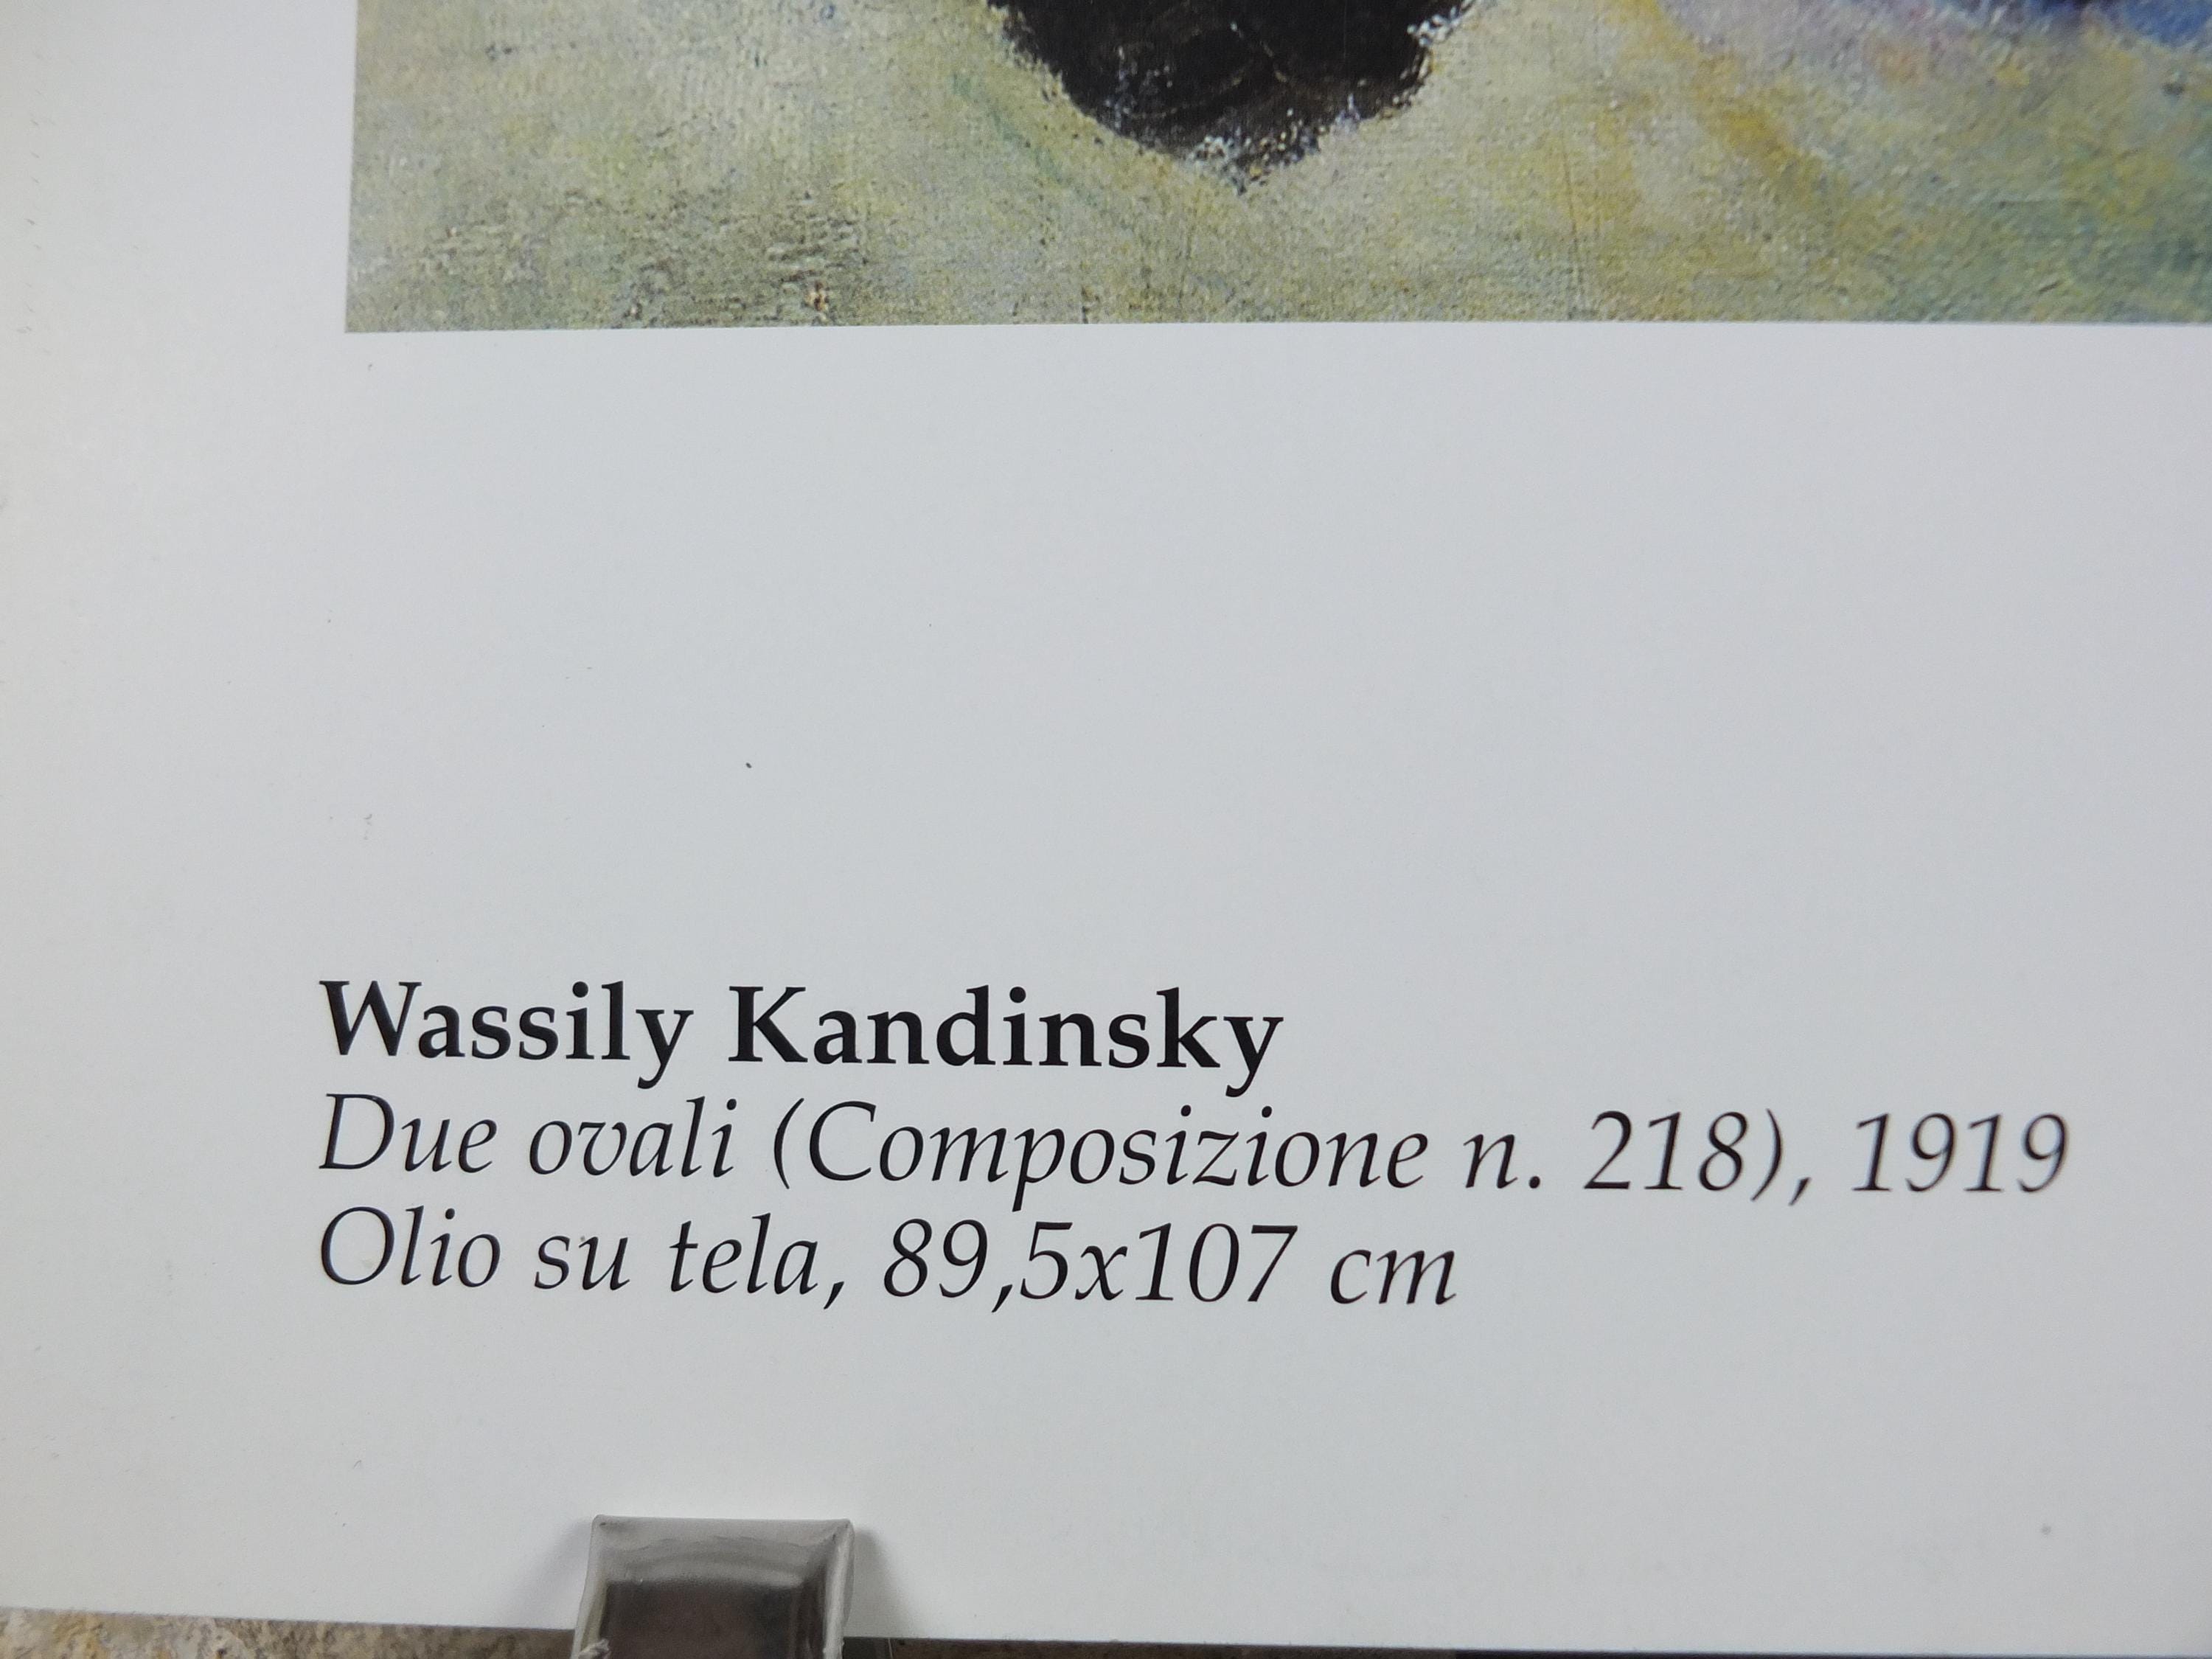 Wassily Kandinsky
Due ovali (Composizione n. 218), 1919
Olio su tela, 89,5x107 cm